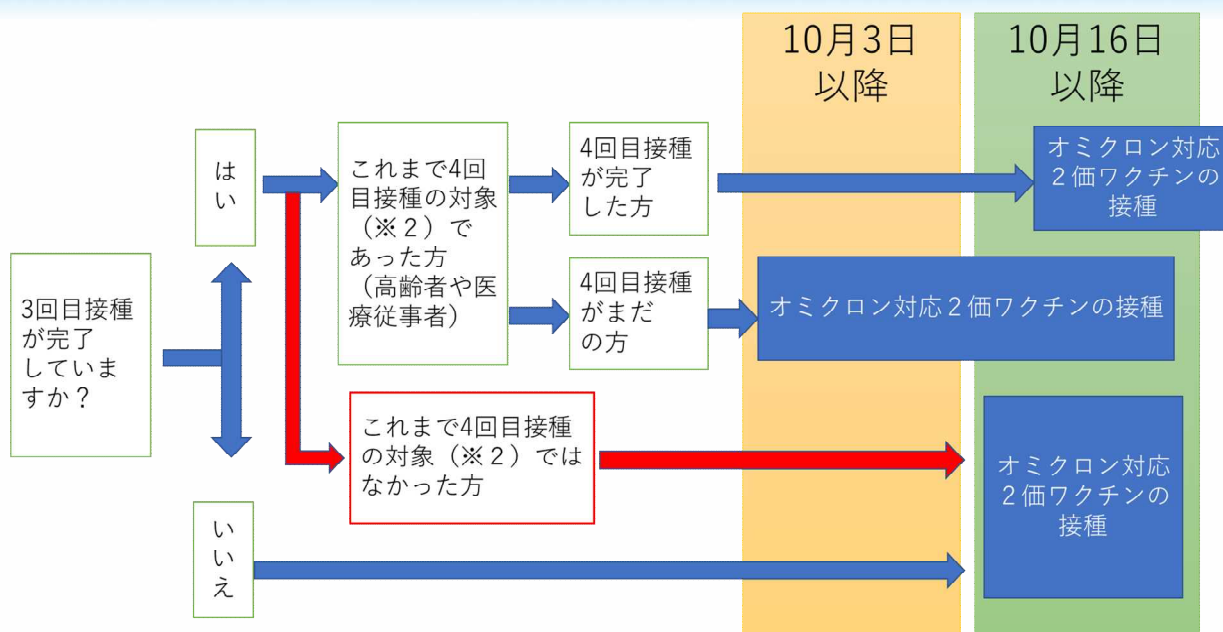 10月3日
以降
10月16日
以降
3回目接種
が完了
していま
すか？
は
い
これまで4回
目接種の対象
（※２）で
あった方
（高齢者や医
療従事者）
4回目接種
が完了
した方
オミクロン対応
２価ワクチンの
接種
4回目接種
がまだ
の方
オミクロン対応２価ワクチンの接種
これまで4回目接種
の対象（※２）では
なかった方
オミクロン対応
２価ワクチンの
接種
い
い
え